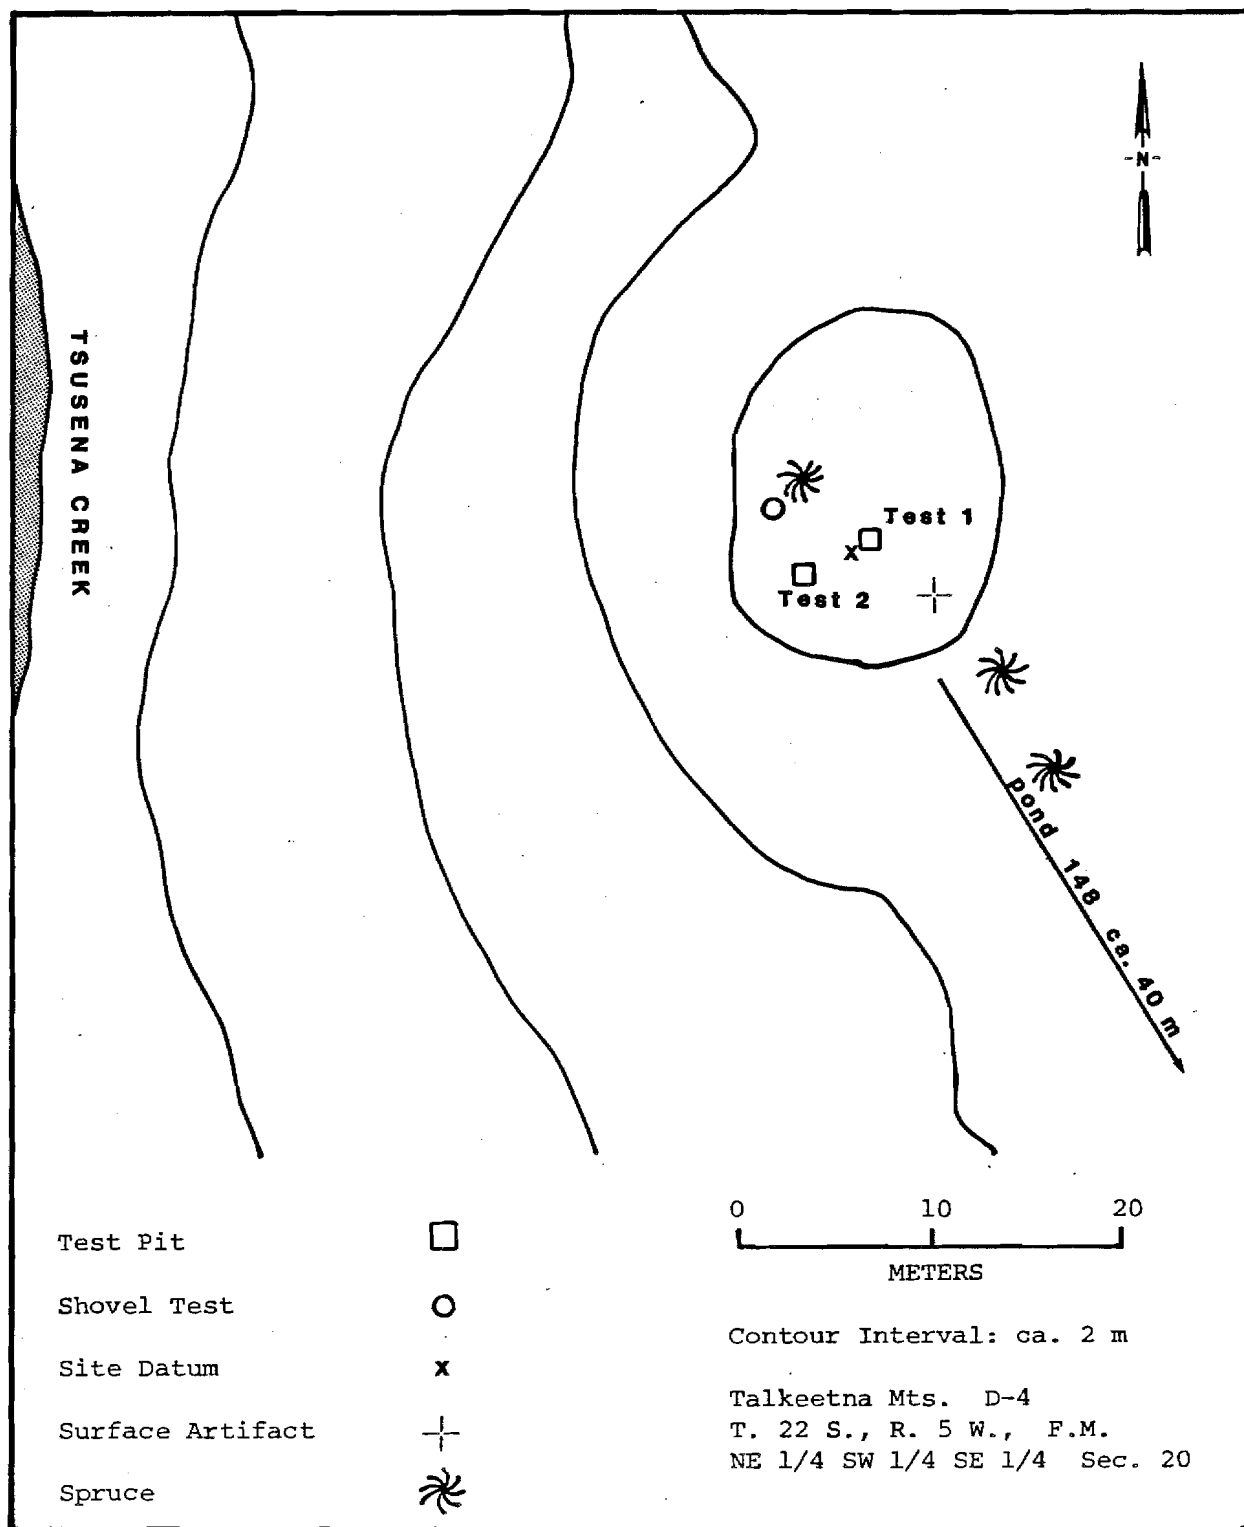 -N-
TSUSENA CREEK
Test 1
x
Test 2
pond 148 ca. 40 m
0 10 20
METERS
Test Pit
Shovel Test
Site Datum x
Surface Artifact
Spruce
Contour Interval: ca. 2 m
Talkeetna Mts. D-4
T. 22 S., R. 5 W., F.M.
NE 1/4 SW 1/4 SE 1/4 Sec. 20